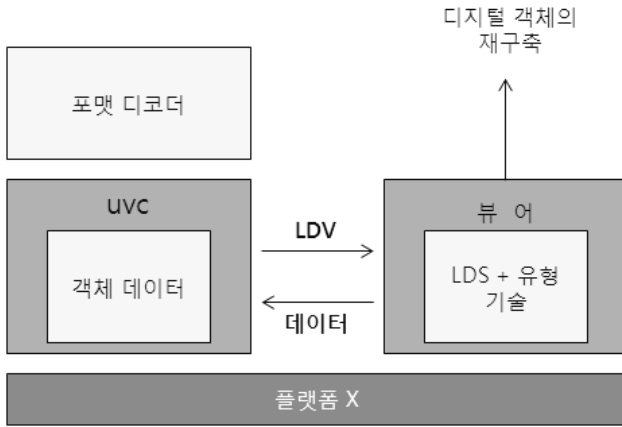 디지털 객체의
재구축
포맷 디코더
uvc
객체 데이터
LDV
데이터
뷰 어
LDS + 유형
기술
플랫폼 X